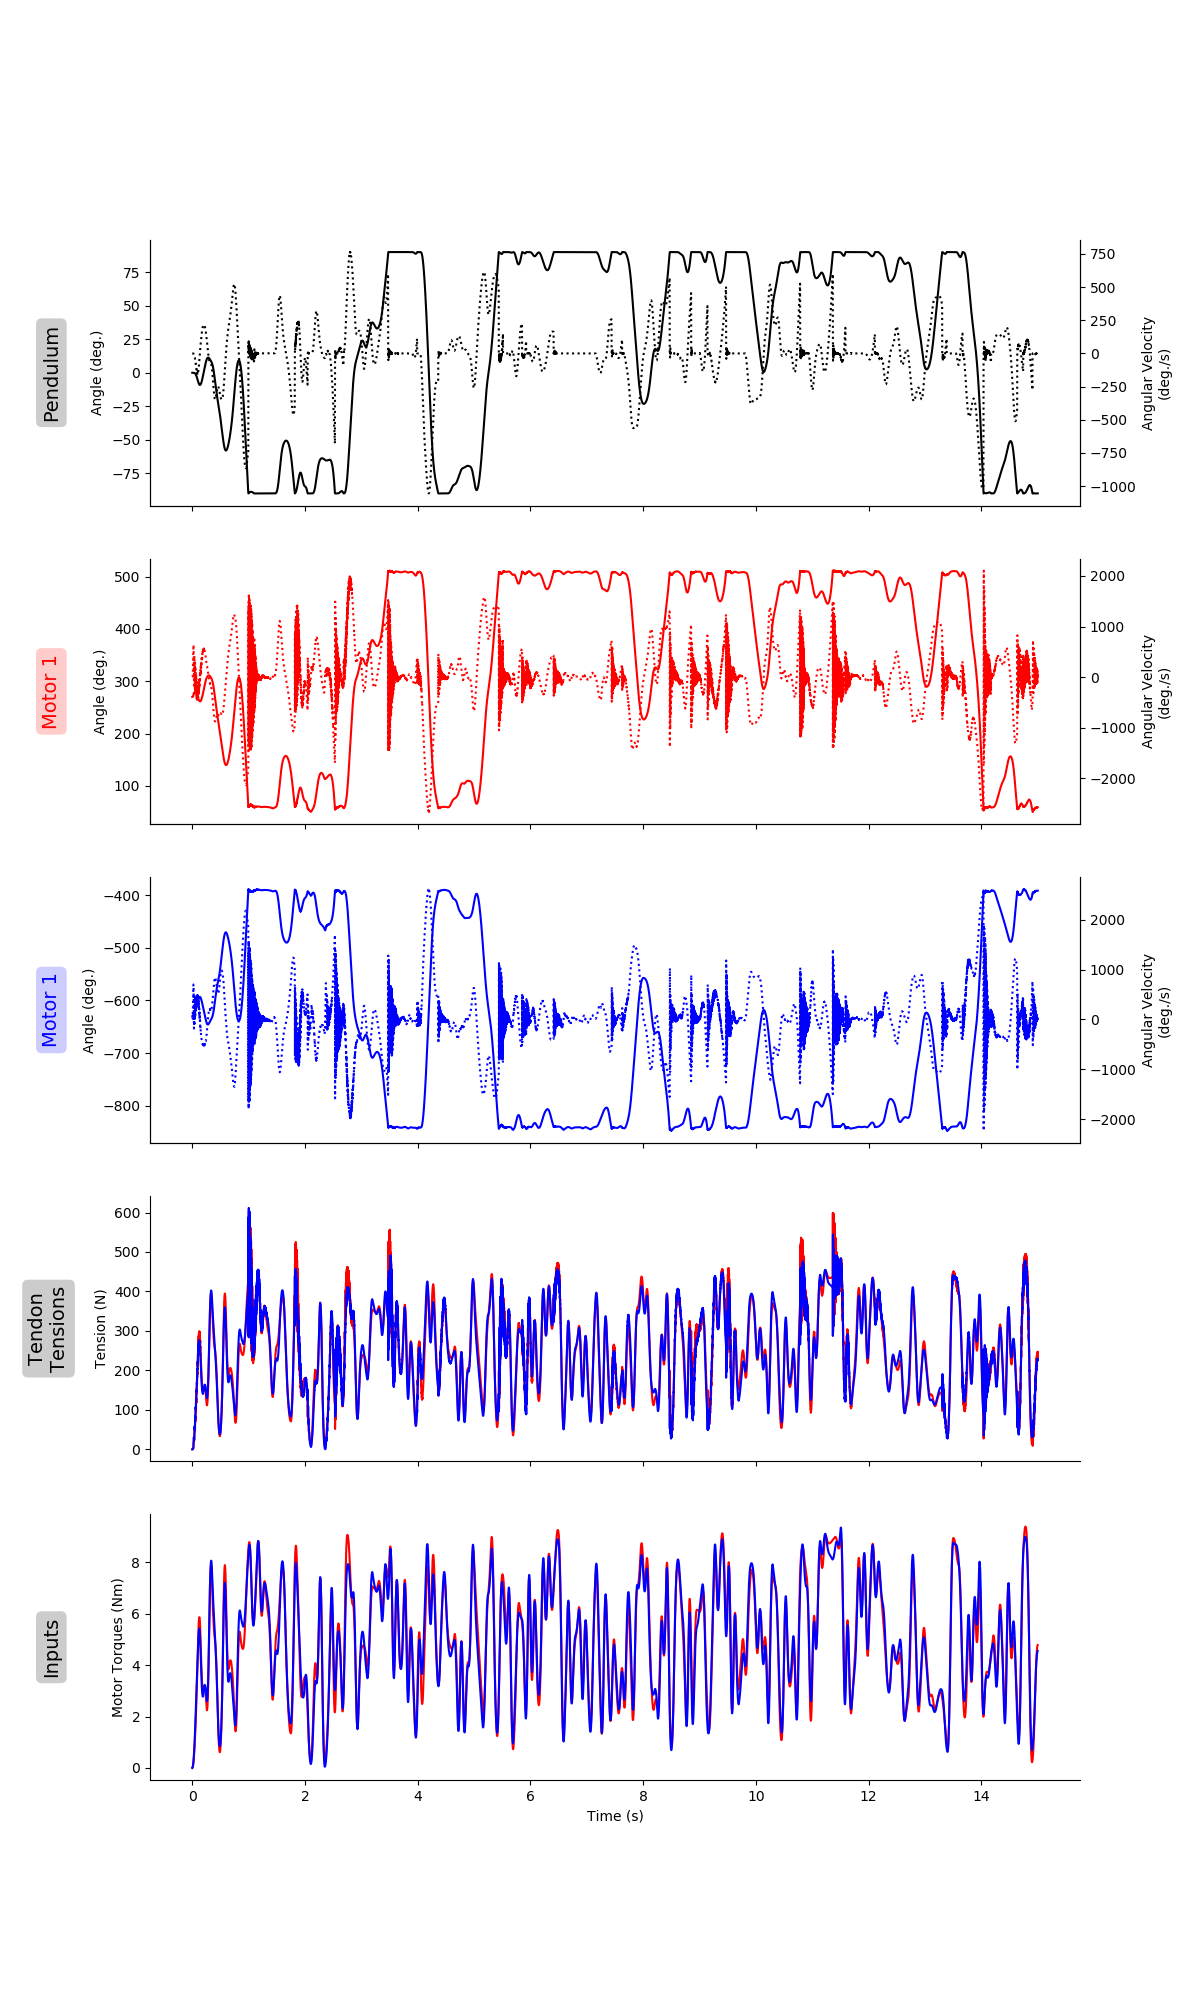 Pendulum
Angle (deg.)
75
50
25
0
−25
−50
−75
750
500
250
0
−250
−500
−750
−1000
Angular Velocity
(deg./s)
Motor 1
Angle (deg.)
500
400
300
200
100
2000
1000
0
−1000
−2000
Angular Velocity
(deg./s)
Motor 1
Angle (deg.)
−400
−500
−600
−700
−800
2000
1000
0
−1000
−2000
Angular Velocity
(deg./s)
Tendon
Tensions
Tension (N)
600
500
400
300
200
100
0
Inputs
Motor Torques (Nm)
8
6
4
2
0
0 2 4 6 8 10 12 14
Time (s)